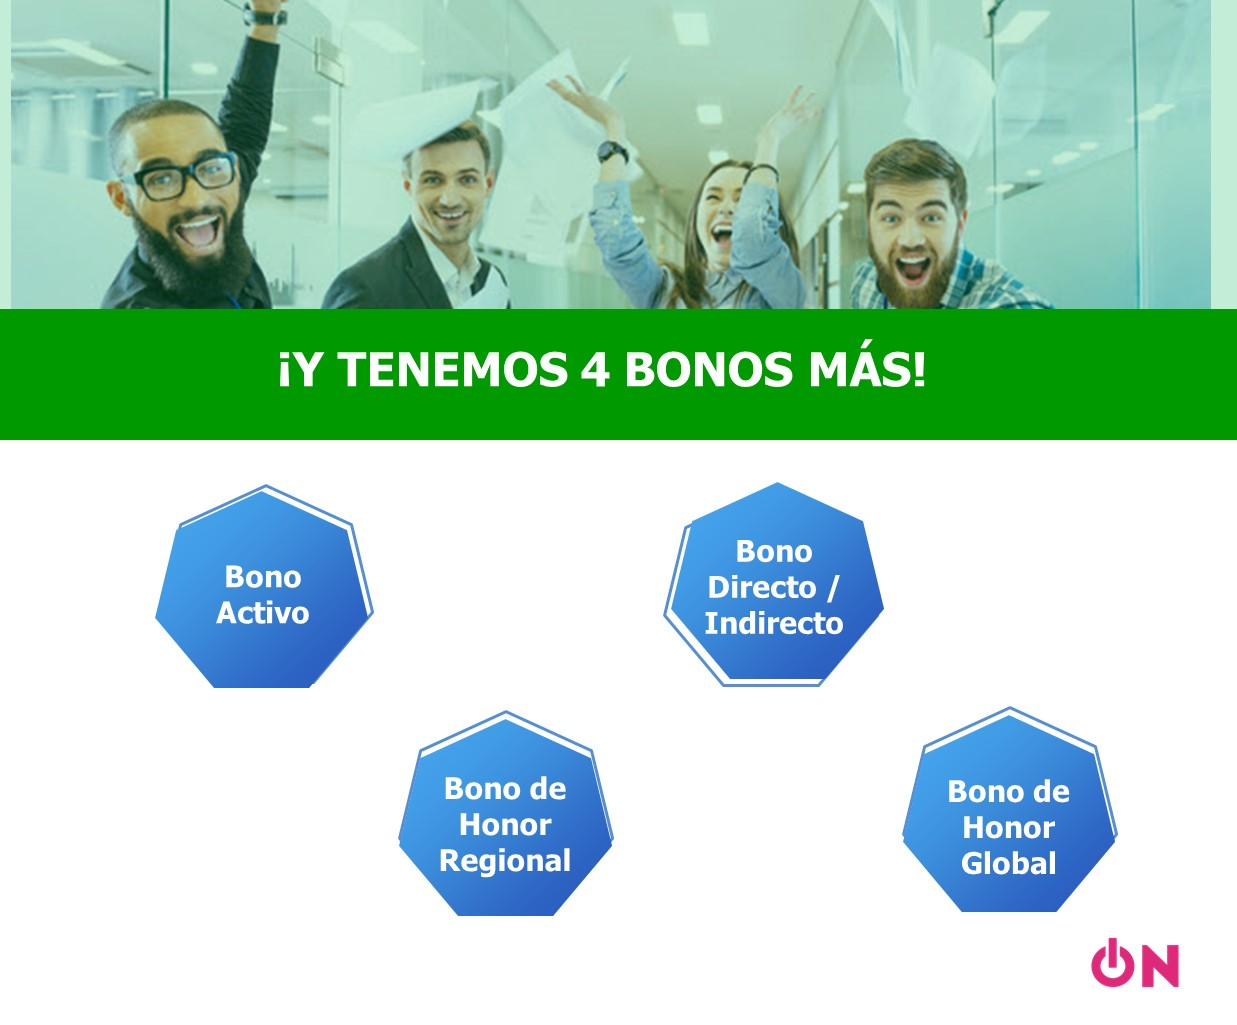 ¡Y TENEMOS 4 BONOS MÁS!
Bono
Activo
Bono
Directo /
Indirecto
Bono de
Honor
Regional
Bono de
Honor
Global
ON